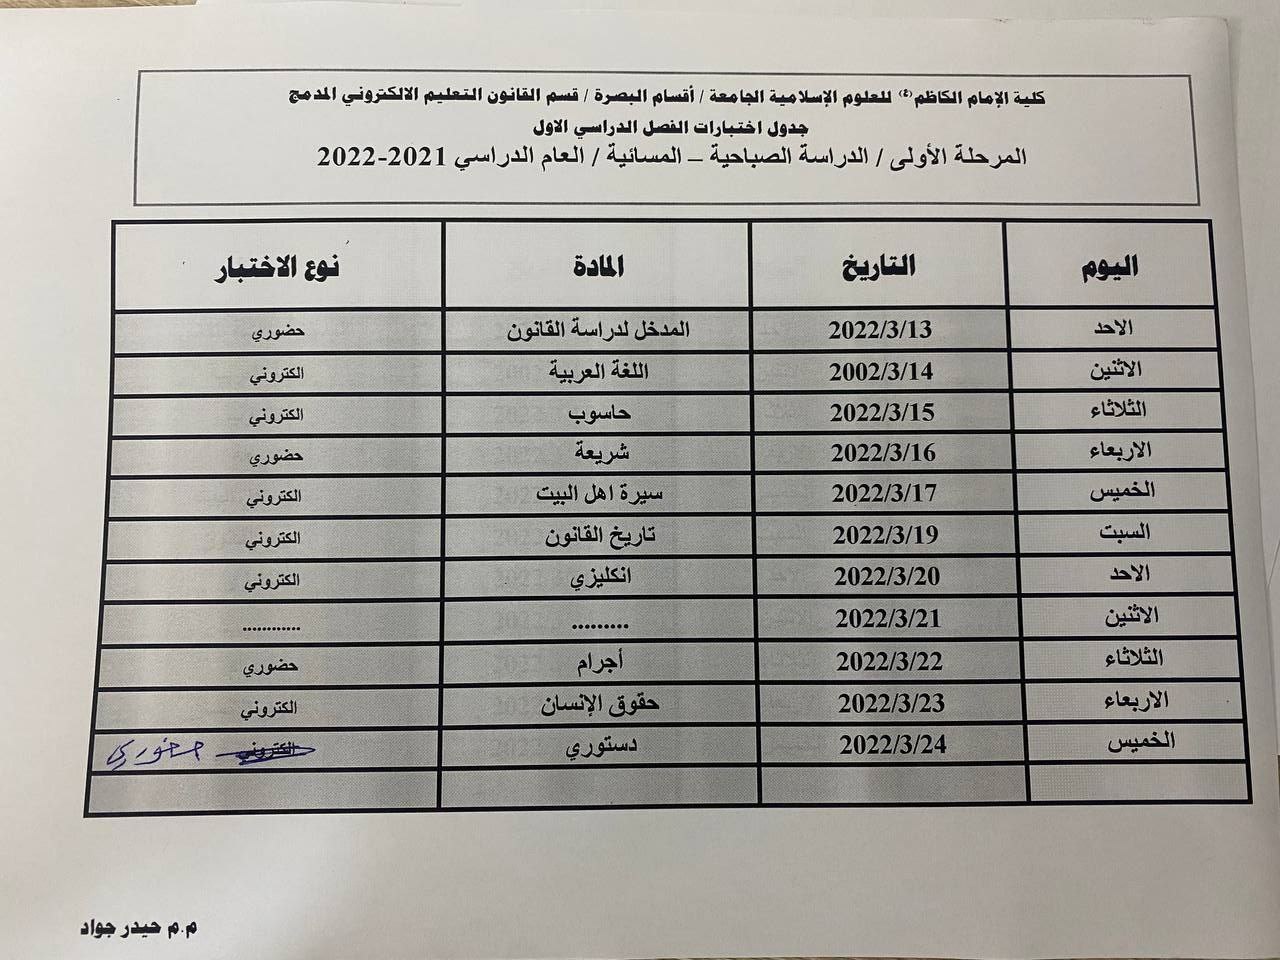 كلية الإمام الكاظم (ع) للعلوم الإسلامية الجامعة / أقسام البصرة / قسم القانون التعليم الالكتروني المدمج
جدول اختبارات الفصل الدراسي الاول
المرحلة الأولى / الدراسة الصباحية – المسائية / العام الدراسي 2021-2022
اليوم التاريخ المادة نوع الاختبار
الاحد 2022/3/13 المدخل لدراسة القانون حضوري
الاثنين 2002/3/14 اللغة العربية الكتروني
الثلاثاء 2022/3/15 حاسوب الكتروني
الاربعاء 2022/3/16 شريعة حضوري
الخميس 2022/3/17 سيرة اهل البيت الكتروني
السبت 2022/3/19 تاريخ القانون الكتروني
الاحد 2022/3/20 انكليزي الكتروني
الاثنين 2022/3/21 ......... ............
الثلاثاء 2022/3/22 أجرام حضوري
الاربعاء 2022/3/23 حقوق الإنسان الكتروني
الخميس 2022/3/24 دستوري الكتروني حضوري
م.م حيدر جواد